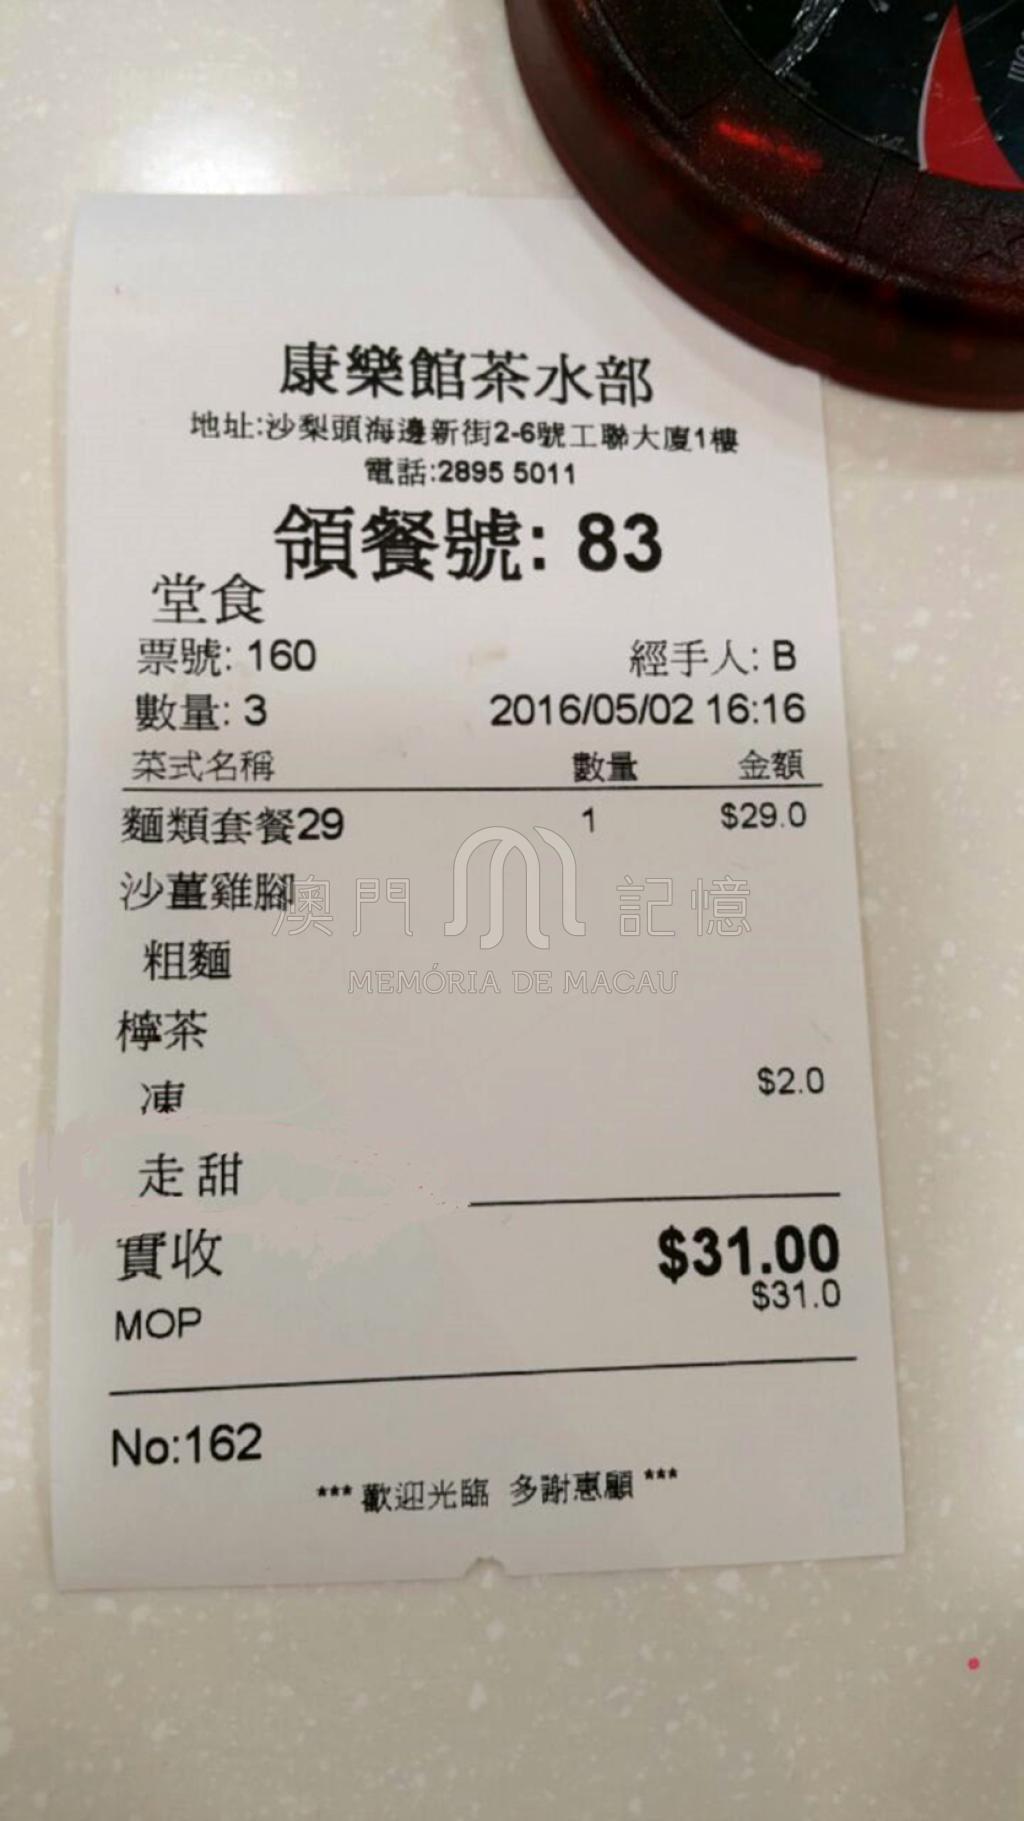 康樂館茶水部
地址:沙梨頭海邊新街2-6號工聯大廈1樓
電話:2895 5011
領餐號: 83
堂食
票號: 160 經手人: B
數量: 3 2016/05/02 16:16
菜式名稱 數量 金額
麵類套餐29 1 $29.0
沙薑雞腳
澳門 記憶
粗麵
MEMÓRIA DE MACAU
檸茶
凍 $2.0
走甜
實收 $31.00
MOP $31.0
No:162
*** 歡迎光臨 多謝惠顧 ***